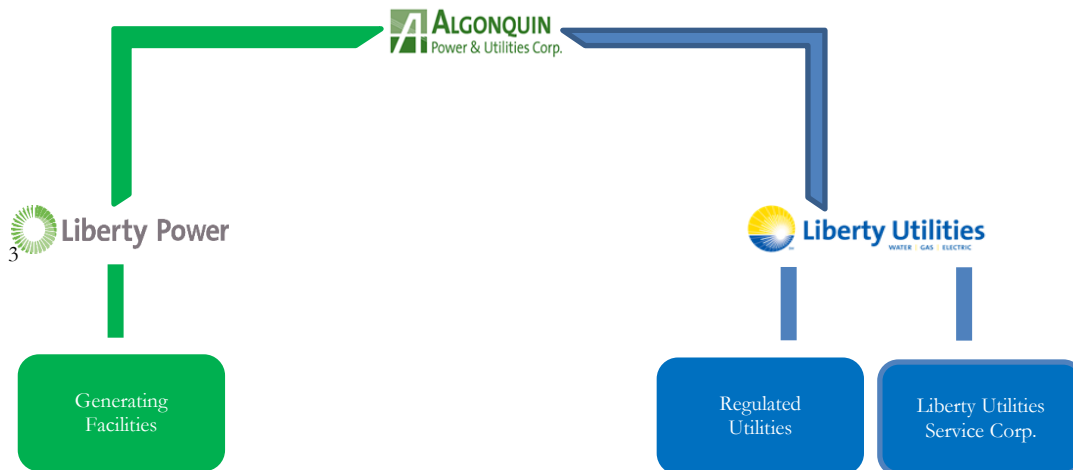 ALGONQUIN
Power & Utilities Corp.
Liberty Power
3
Liberty Utilities
WATER | GAS | ELECTRIC
Generating
Facilities
Regulated
Utilities
Liberty Utilities
Service Corp.